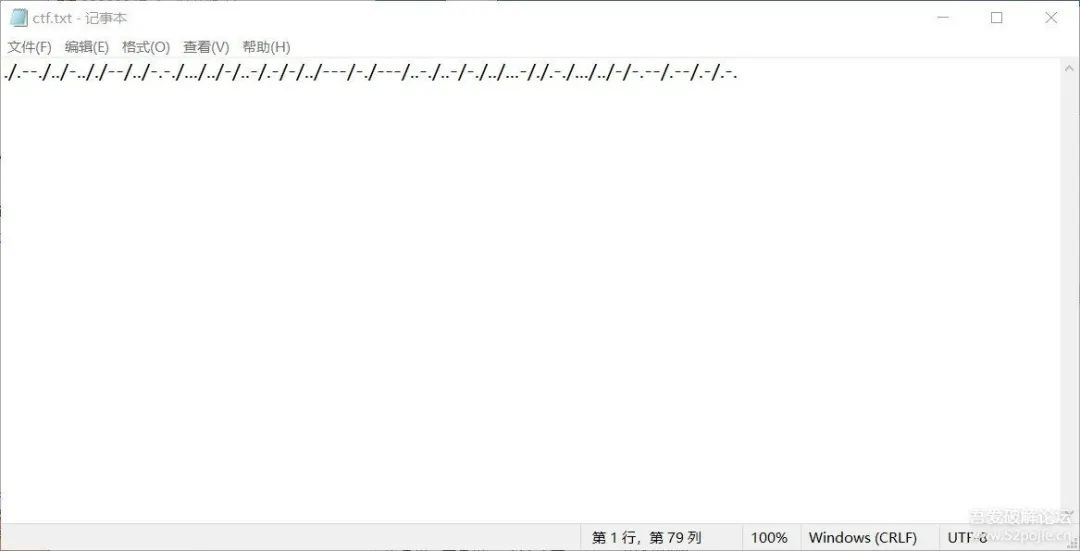 ctf.txt - 记事本
文件(F) 编辑(E) 格式(O) 查看(V) 帮助(H)
./.--./../-.././--/../-.-./.../../-/..-/.-/-/../---/-./---/..-./..-/-./../...-/./.-./.../../-/-.--/.--/.-/.-.
第 1 行，第 79 列 100% Windows (CRLF) UTF-8
吾爱破解论坛
www.52pojie.cn